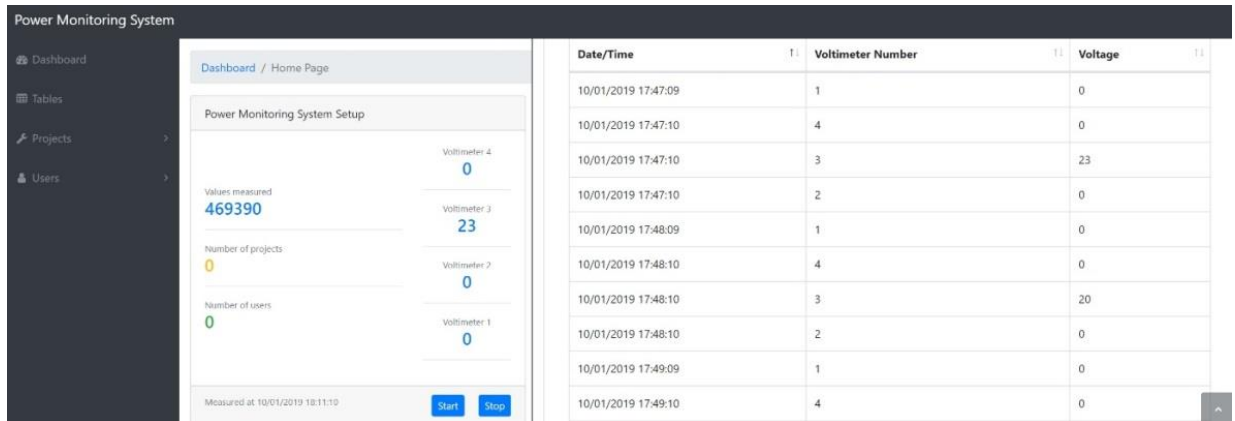 Power Monitoring System
Dashboard
Tables
Projects
Users
Dashboard / Home Page
Power Monitoring System Setup
Values measured
469390
Number of projects
0
Number of users
0
Voltimeter 4
0
Voltimeter 3
23
Voltimeter 2
0
Voltimeter 1
0
Measured at 10/01/2019 18:11:10
Start Stop
Date/Time Voltimeter Number Voltage
10/01/2019 17:47:09 1 0
10/01/2019 17:47:10 4 0
10/01/2019 17:47:10 3 23
10/01/2019 17:47:10 2 0
10/01/2019 17:48:09 1 0
10/01/2019 17:48:10 4 0
10/01/2019 17:48:10 3 20
10/01/2019 17:48:10 2 0
10/01/2019 17:49:09 1 0
10/01/2019 17:49:10 4 0